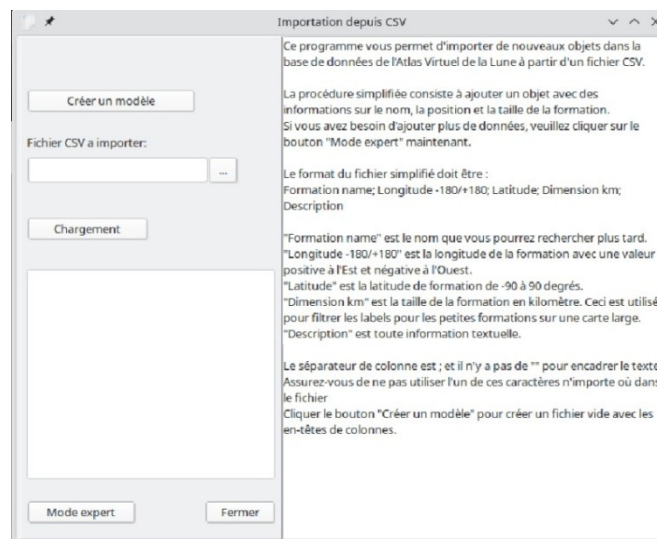 Importation depuis CSV
Créer un modèle
Fichier CSV a importer:
...
Chargement
Mode expert
Fermer
Ce programme vous permet d'importer de nouveaux objets dans la
base de données de l'Atlas Virtuel de la Lune à partir d'un fichier CSV.
La procédure simplifiée consiste à ajouter un objet avec des
informations sur le nom, la position et la taille de la formation.
Si vous avez besoin d'ajouter plus de données, veuillez cliquer sur le
bouton "Mode expert" maintenant.
Le format du fichier simplifié doit être :
Formation name; Longitude -180/+180; Latitude; Dimension km;
Description
"Formation name" est le nom que vous pourrez rechercher plus tard.
"Longitude -180/+180" est la longitude de la formation avec une valeur
positive à l'Est et négative à l'Ouest.
"Latitude" est la latitude de formation de -90 à 90 degrés.
"Dimension km" est la taille de la formation en kilomètre. Ceci est utilisé
pour filtrer les labels pour les petites formations sur une carte large.
"Description" est toute information textuelle.
Le séparateur de colonne est ; et il n'y a pas de "" pour encadrer le texte
Assurez-vous de ne pas utiliser l'un de ces caractères n'importe où dans
le fichier
Cliquer le bouton "Créer un modèle" pour créer un fichier vide avec les
en-têtes de colonnes.